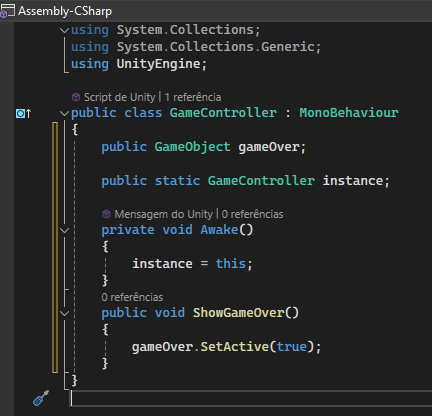 Assembly-CSharp
using System.Collections;
using System.Collections.Generic;
using UnityEngine;
Script de Unity | 1 referência
public class GameController : MonoBehaviour
{
public GameObject gameOver;
public static GameController instance;
Mensagem do Unity | 0 referências
private void Awake()
{
instance = this;
}
0 referências
public void ShowGameOver()
{
gameOver.SetActive(true);
}
}